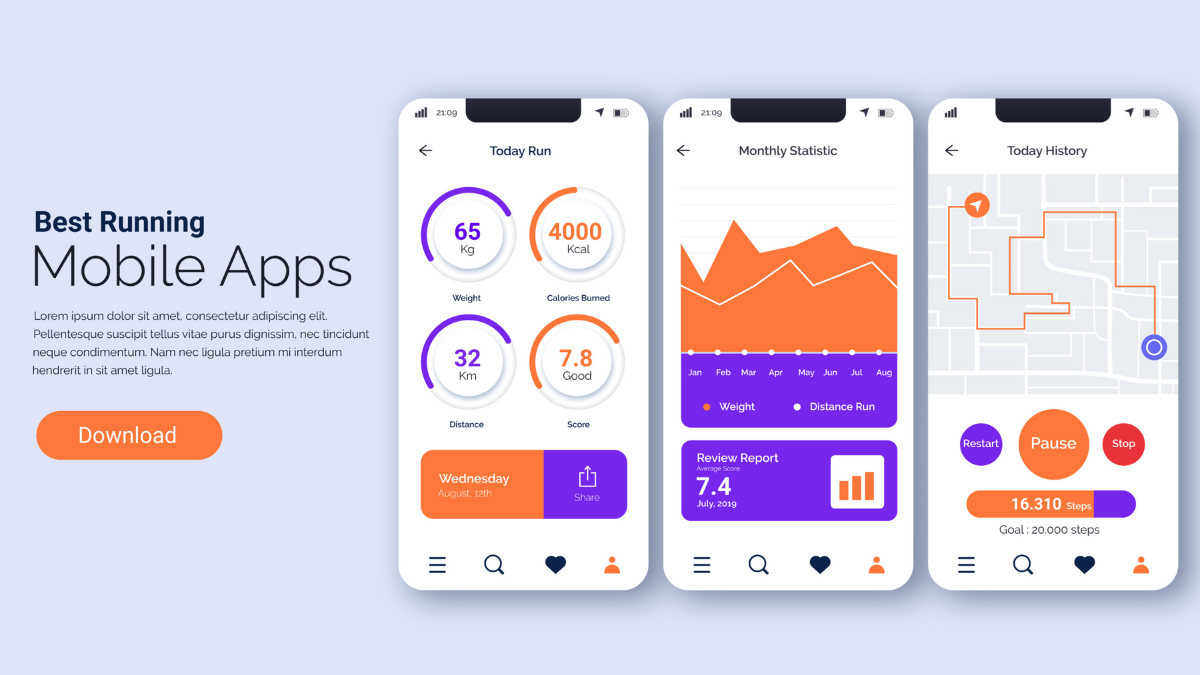 Best Running
Mobile Apps
Lorem ipsum dolor sit amet, consectetur adipiscing elit.
Pellentesque suscipit tellus vitae purus dignissim, nec tincidunt
neque condimentum. Nam nec ligula pretium mi interdum
hendrerit in sit amet ligula.
Download
21:09
Today Run
65
Kg
Weight
4000
Kcal
Calories Burned
32
Km
Distance
7.8
Good
Score
Wednesday
August, 12th
Share
21:09
Monthly Statistic
Jan Feb Mar Apr May Jun Jul Aug
Weight Distance Run
Review Report
Average Score
7.4
July, 2019
Today History
Restart
Pause
Stop
16.310 Steps
Goal : 20.000 steps